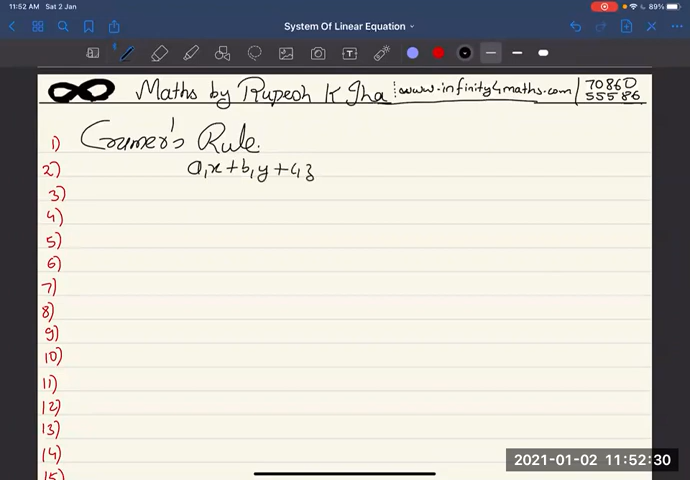 11:52 AM Sat 2 Jan 89%
System Of Linear Equation
Maths by Rupesh K Jha www.infinity4maths.com / 70860 55586
1) Cramer's Rule.
2) a₁x + b₁y + c₁z
3)
4)
5)
6)
7)
8)
9)
10)
11)
12)
13)
14)
15)
2021-01-02 11:52:30